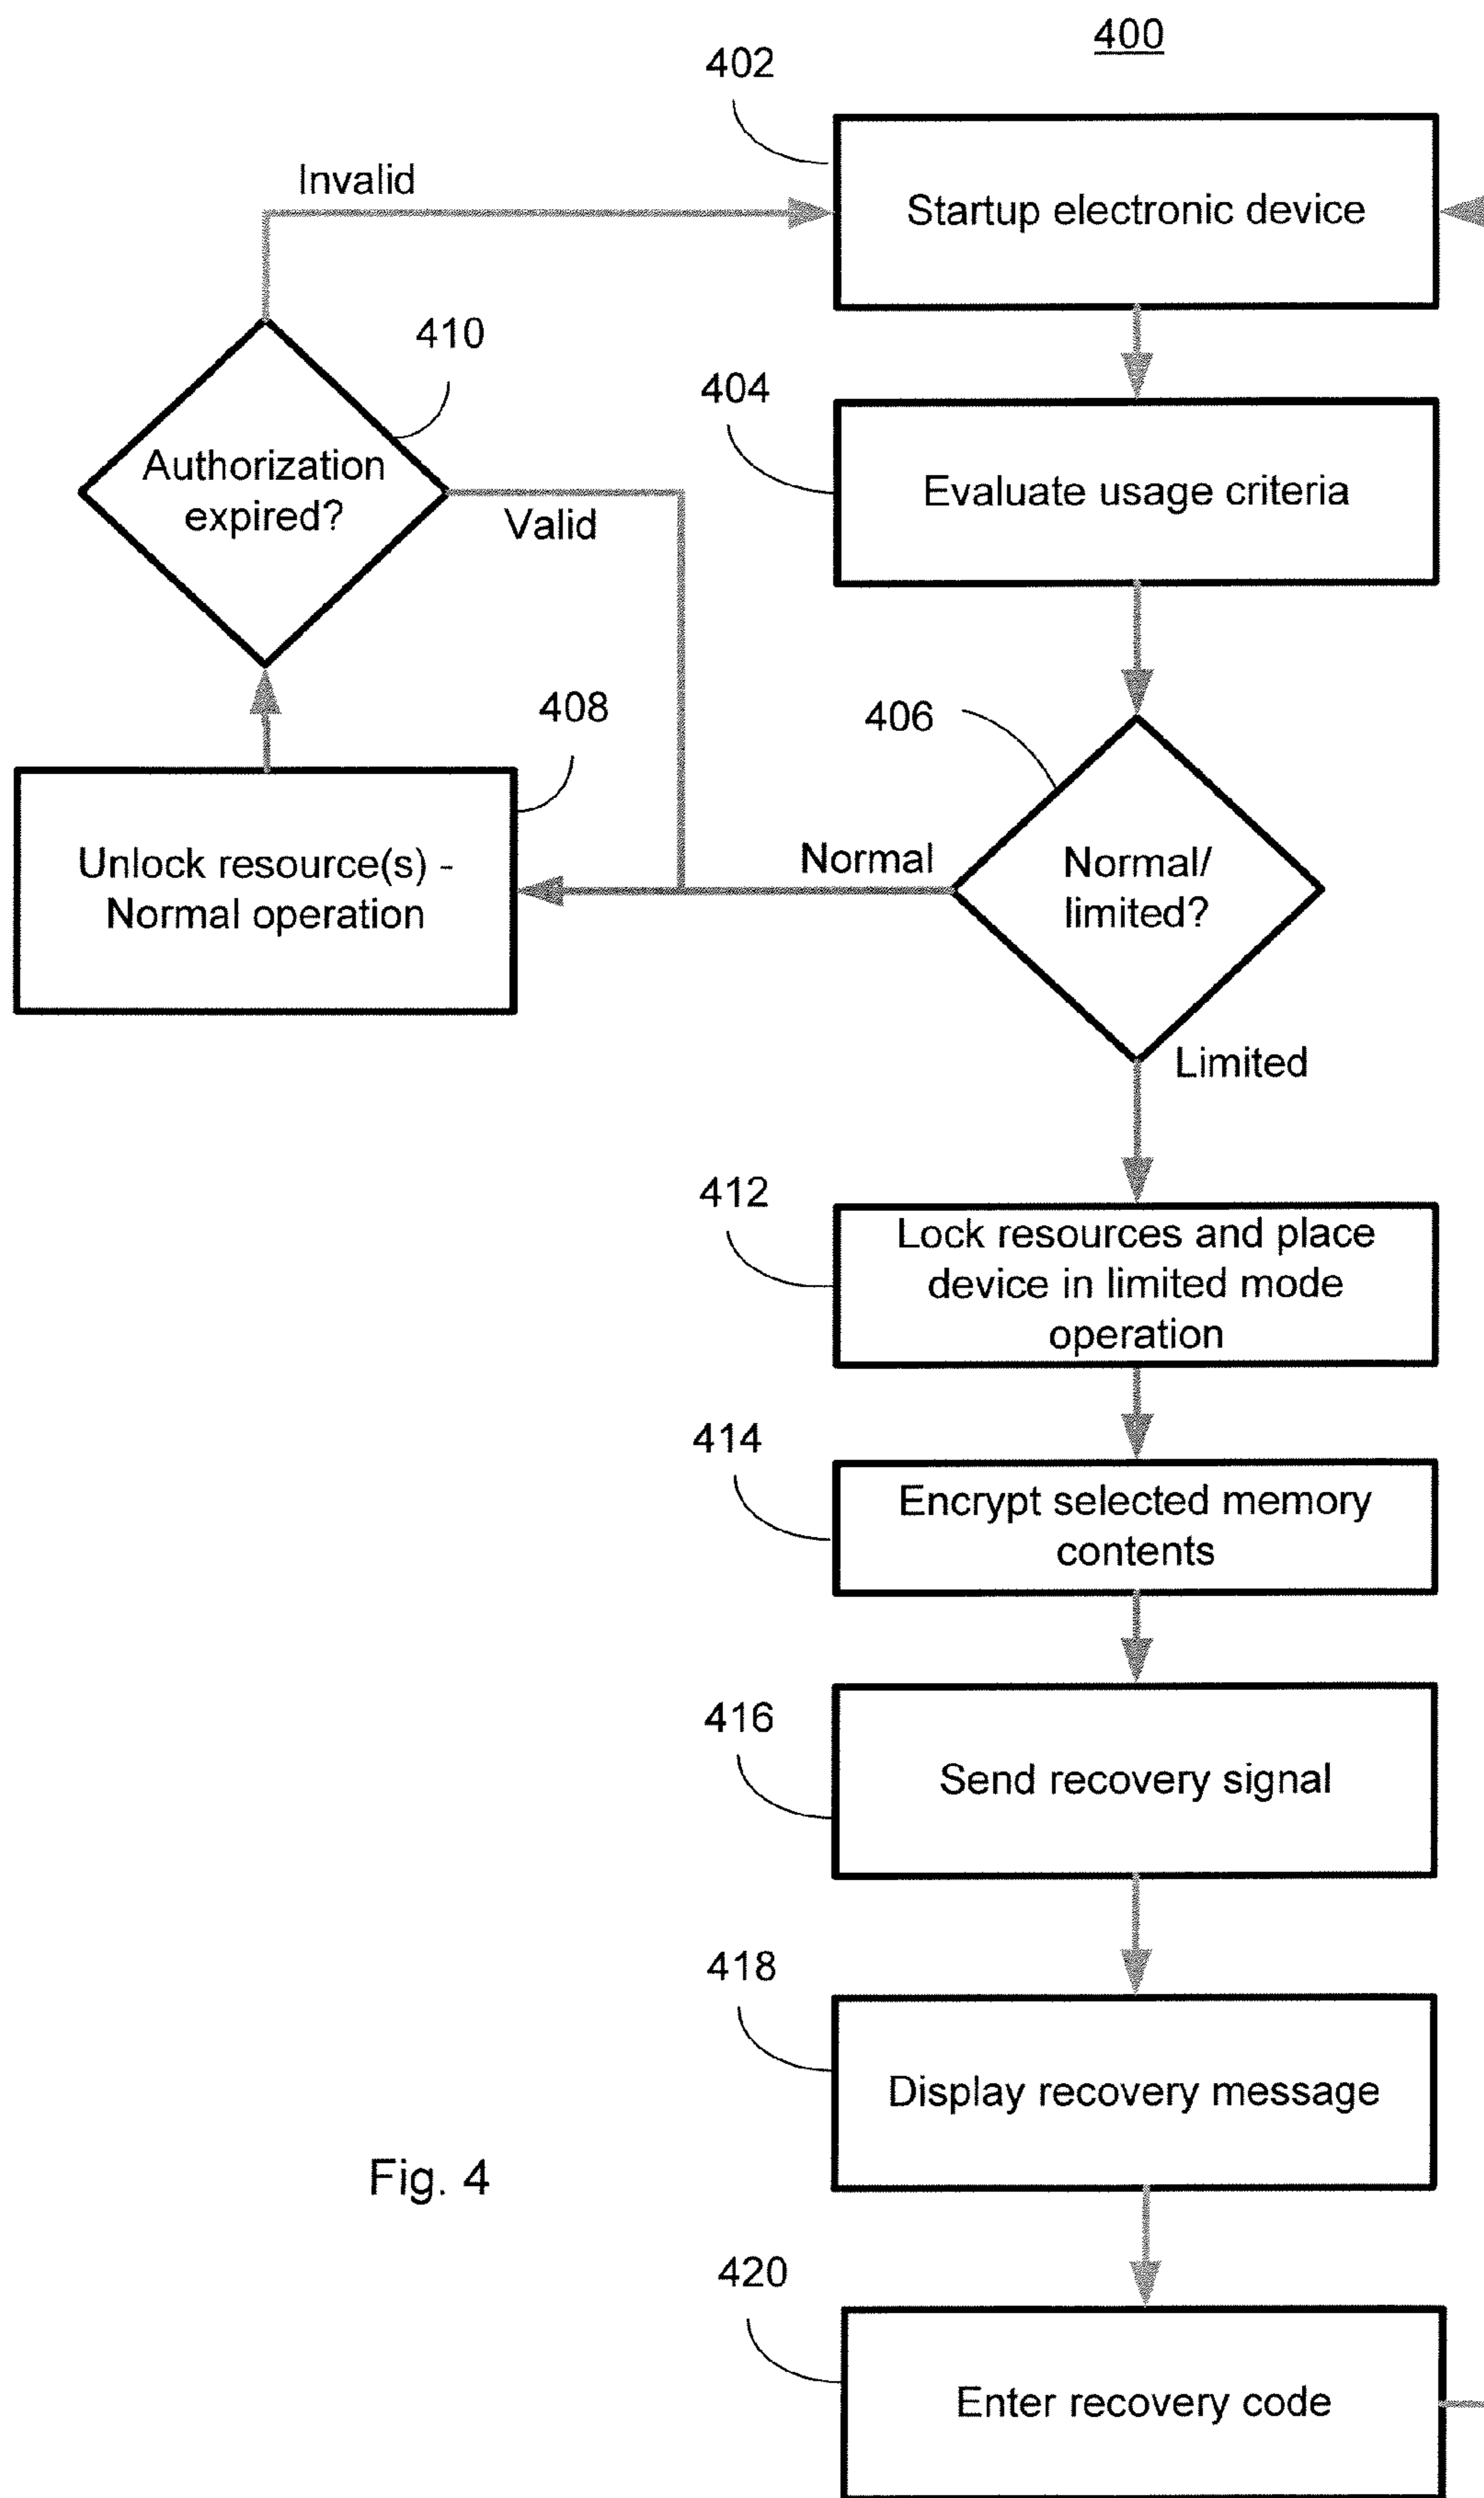 400
402
Startup electronic device
Invalid
410
404
Authorization
expired?
Valid
Evaluate usage criteria
408
406
Unlock resource(s) -
Normal operation
Normal
Normal/
limited?
Limited
412
Lock resources and place
device in limited mode
operation
414
Encrypt selected memory
contents
416
Send recovery signal
418
Display recovery message
Fig. 4
420
Enter recovery code